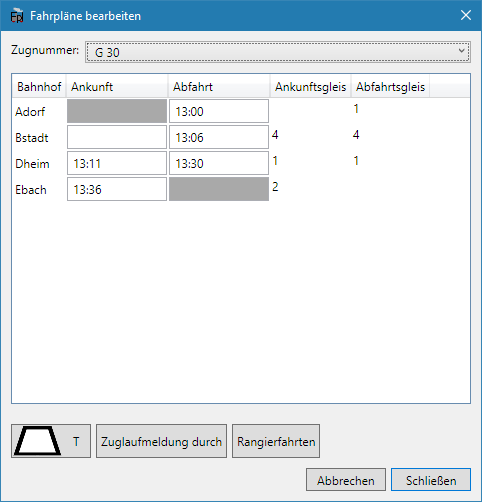 Fpl Fahrpläne bearbeiten
Zugnummer: G 30
Bahnhof Ankunft Abfahrt Ankunftsgleis Abfahrtsgleis
Adorf 13:00 1
Bstadt 13:06 4 4
Dheim 13:11 13:30 1 1
Ebach 13:36 2
T Zuglaufmeldung durch Rangierfahrten
Abbrechen Schließen